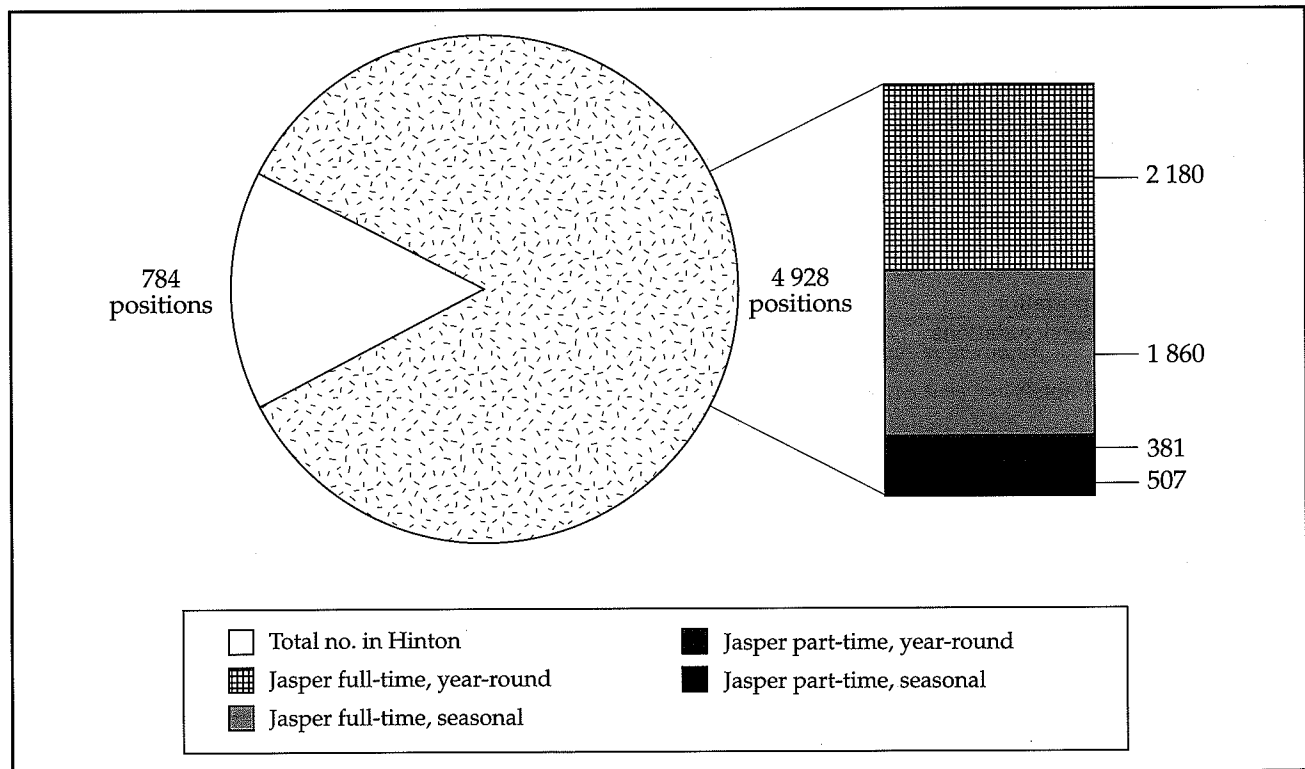 784
positions
4 928
positions
2 180
1 860
381
507
Total no. in Hinton
Jasper full-time, year-round
Jasper full-time, seasonal
Jasper part-time, year-round
Jasper part-time, seasonal